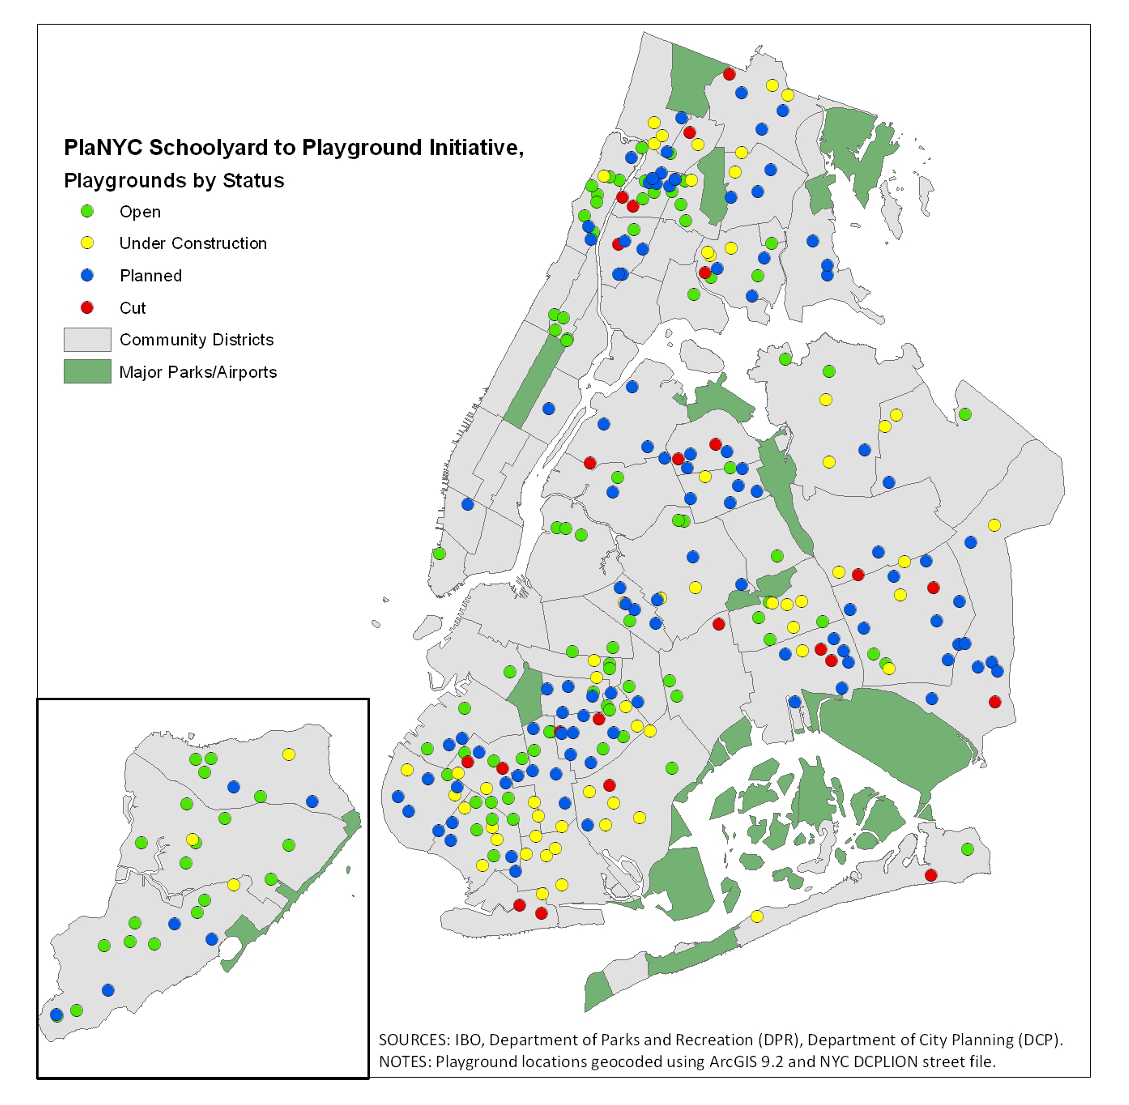 PlaNYC Schoolyard to Playground Initiative,
Playgrounds by Status
Open
Under Construction
Planned
Cut
Community Districts
Major Parks/Airports
SOURCES: IBO, Department of Parks and Recreation (DPR), Department of City Planning (DCP).
NOTES: Playground locations geocoded using ArcGIS 9.2 and NYC DCPLION street file.